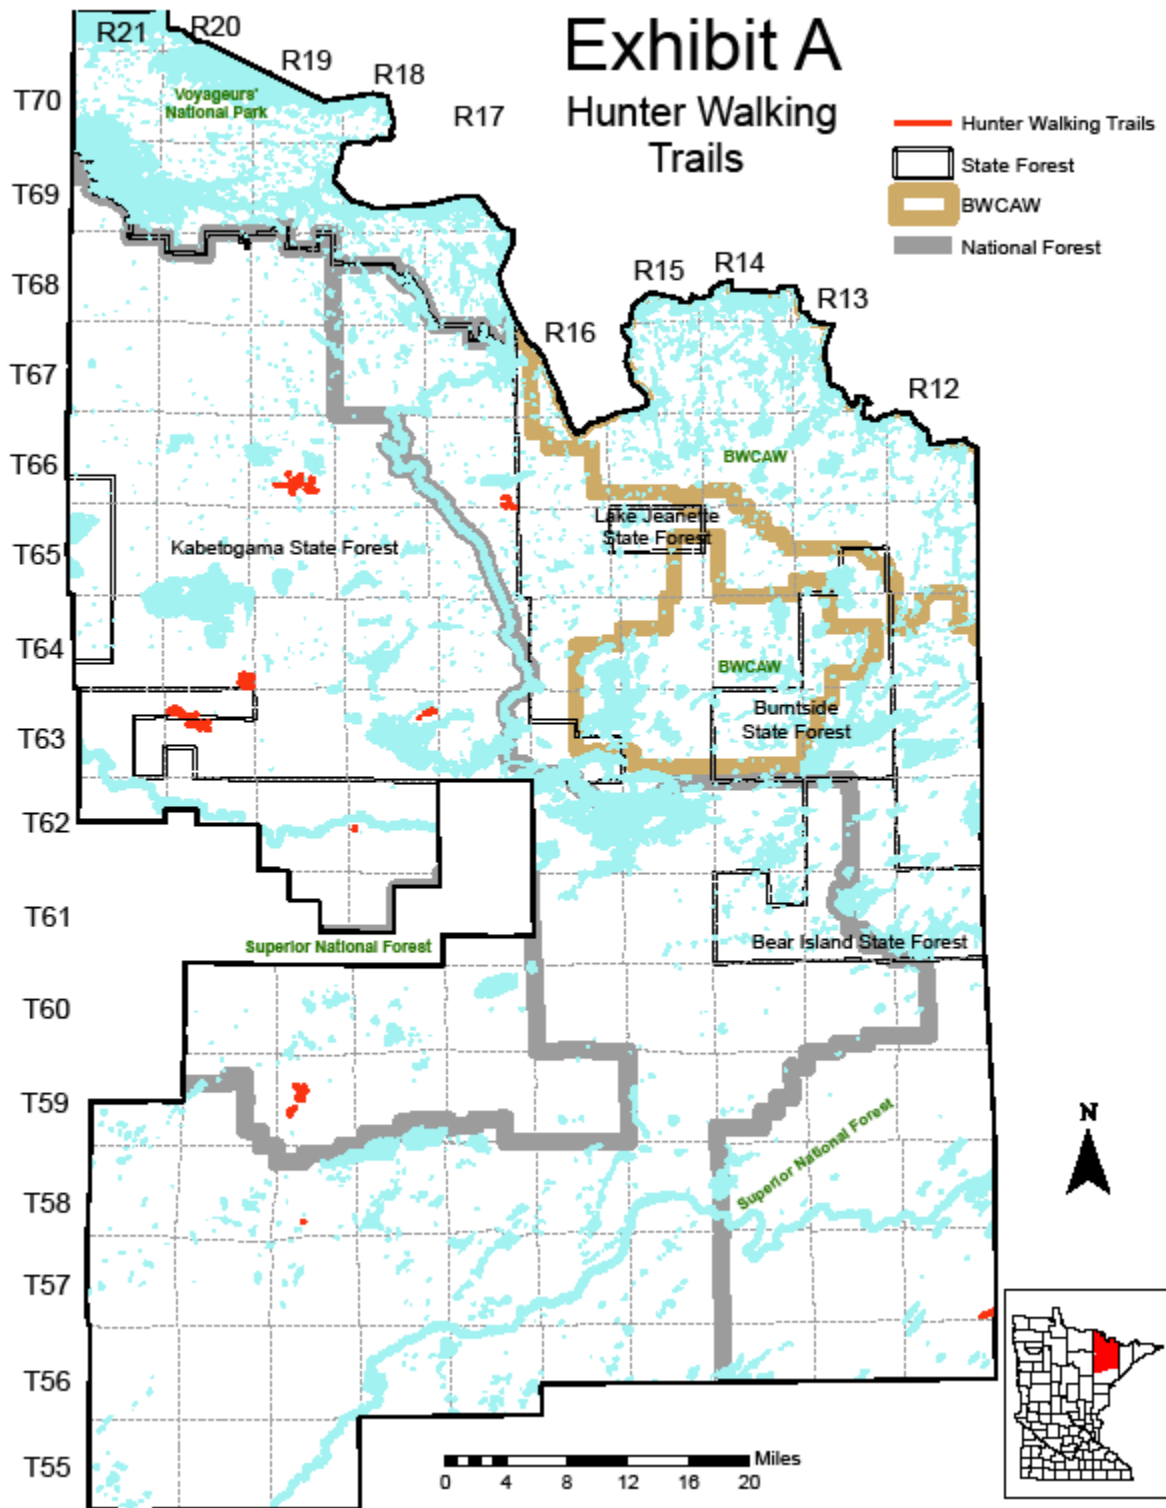 Exhibit A
Hunter Walking
Trails
Hunter Walking Trails
State Forest
BWCAW
National Forest
R21
R20
R19
R18
R17
R16
R15
R14
R13
R12
T70
T69
T68
T67
T66
T65
T64
T63
T62
T61
T60
T59
T58
T57
T56
T55
Voyageurs'
National Park
BWCAW
Lake Jeanette
State Forest
Kabetogama State Forest
BWCAW
Burntside
State Forest
Bear Island State Forest
Superior National Forest
Superior National Forest
N
Miles
0 4 8 12 16 20